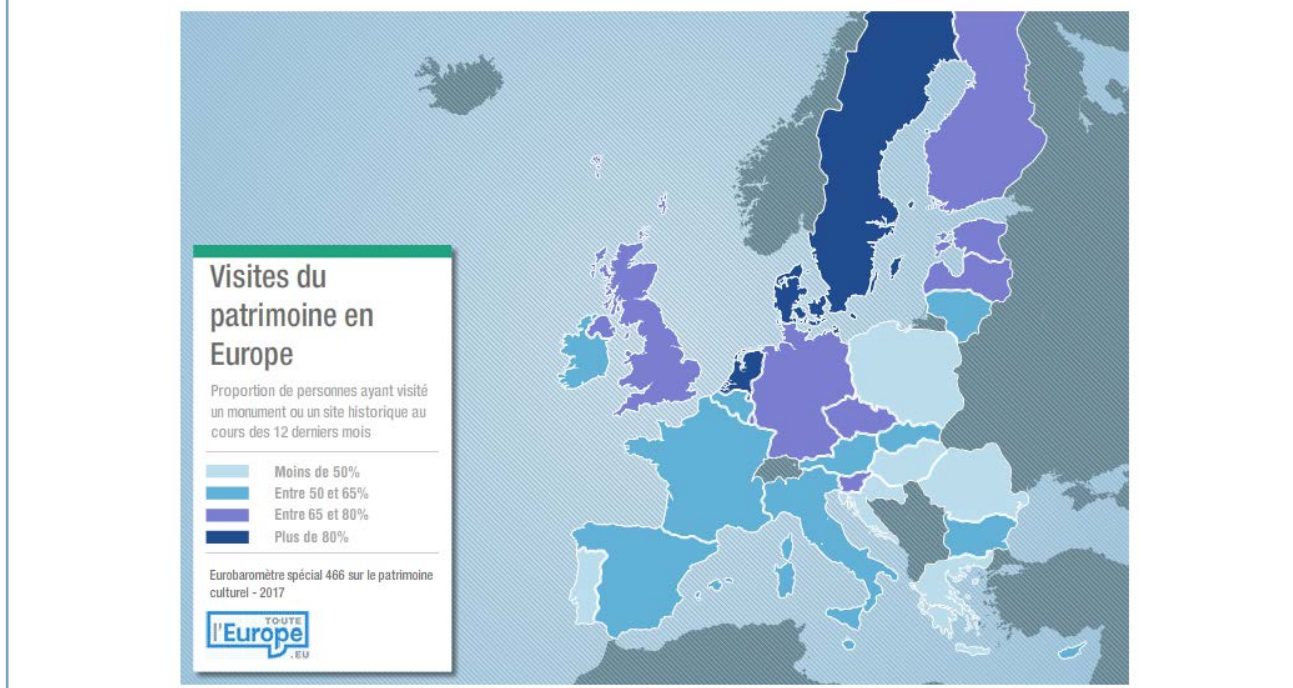 Visites du
patrimoine en
Europe
Proportion de personnes ayant visité
un monument ou un site historique au
cours des 12 derniers mois
Moins de 50%
Entre 50 et 65%
Entre 65 et 80%
Plus de 80%
Eurobaromètre spécial 466 sur le patrimoine
culturel - 2017
TOUTE
l'Europe
.EU